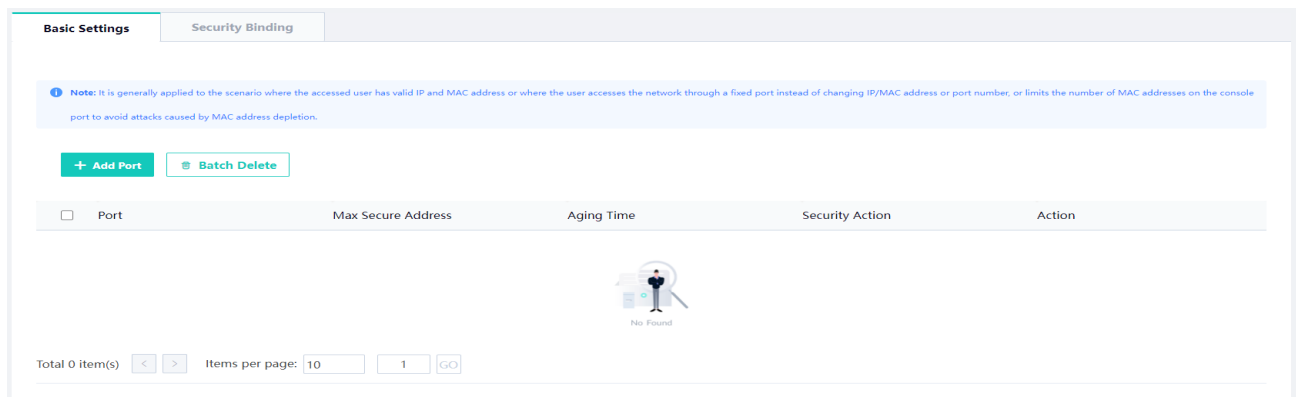 Basic Settings Security Binding
Note: It is generally applied to the scenario where the accessed user has valid IP and MAC address or where the user accesses the network through a fixed port instead of changing IP/MAC address or port number, or limits the number of MAC addresses on the console
port to avoid attacks caused by MAC address depletion.
+ Add Port Batch Delete
Port Max Secure Address Aging Time Security Action Action
No Found
Total 0 item(s) < > Items per page: 10 1 GO